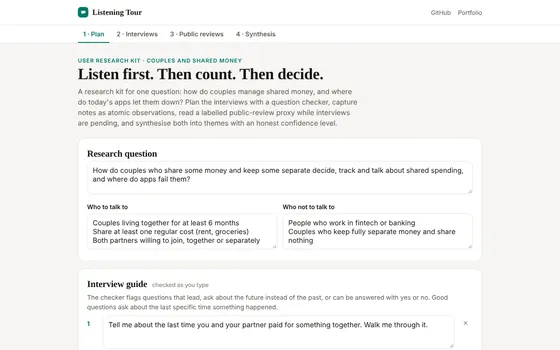 Listening Tour
GitHub Portfolio
1 · Plan 2 · Interviews 3 · Public reviews 4 · Synthesis
USER RESEARCH KIT · COUPLES AND SHARED MONEY
Listen first. Then count. Then decide.
A research kit for one question: how do couples manage shared money, and where
do today's apps let them down? Plan the interviews with a question checker, capture
notes as atomic observations, read a labelled public-review proxy while interviews
are pending, and synthesise both into themes with an honest confidence level.
Research question
How do couples who share some money and keep some separate decide, track and talk about shared spending,
and where do apps fail them?
Who to talk to
Couples living together for at least 6 months
Share at least one regular cost (rent, groceries)
Both partners willing to join, together or separately
Who not to talk to
People who work in fintech or banking
Couples who keep fully separate money and share
nothing
Interview guide checked as you type
The checker flags questions that lead, ask about the future instead of the past, or can be answered with yes or no. Good
questions ask about the last specific time something happened.
1 Tell me about the last time you and your partner paid for something together. Walk me through it. ×